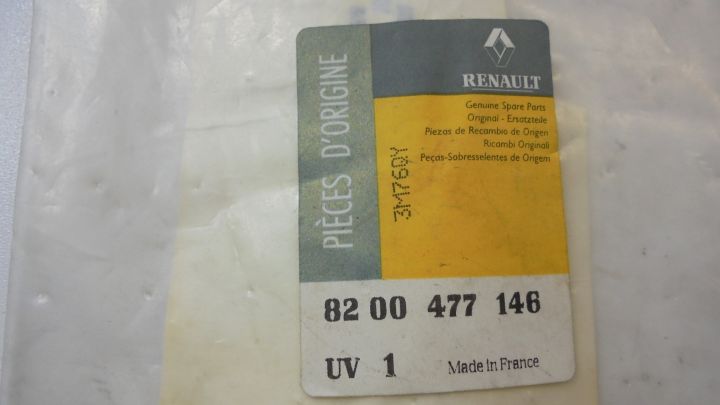 PIÈCES D'ORIGINE
RENAULT
Genuine Spare Parts
Original - Ersatzteile
Piezas de Recambio de Origen
Ricambi Originali
Peças-Sobresselentes de Origem
3M76QY
82 00 477 146
UV 1 Made in France